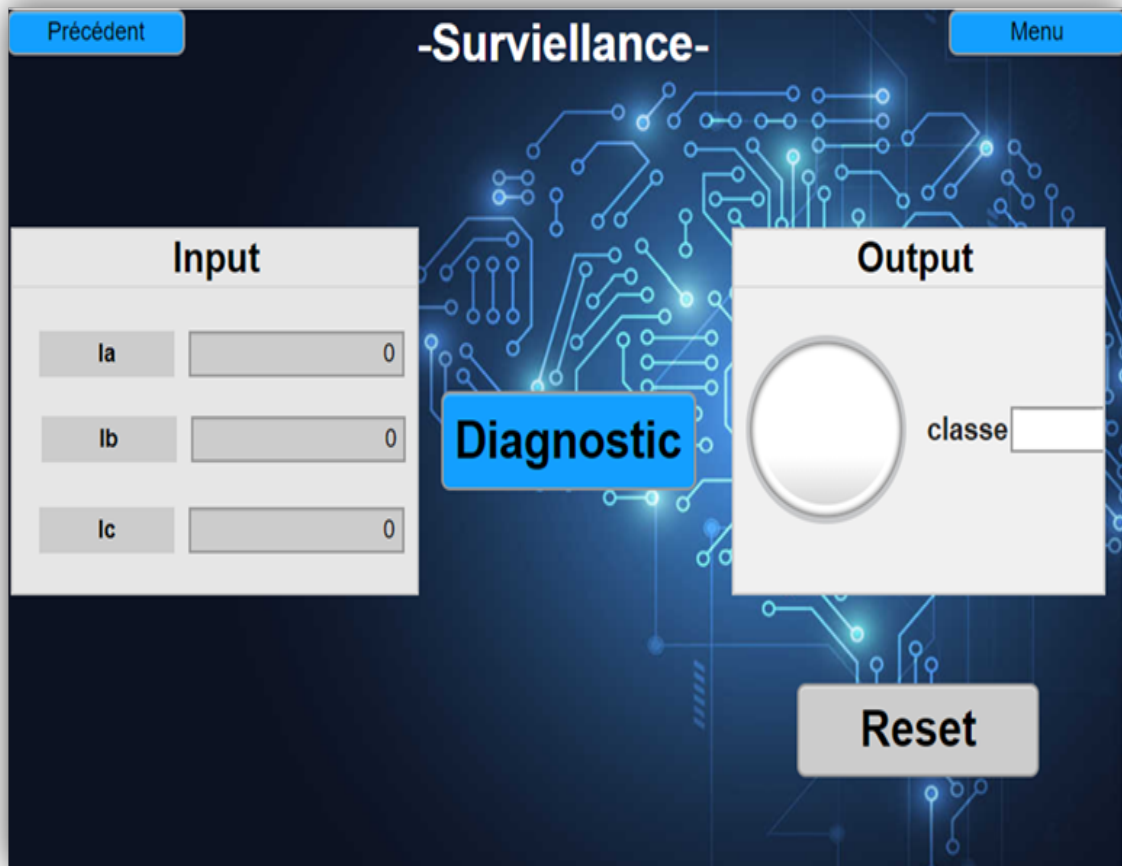 Précédent
-Surviellance-
Menu
Input
Ia 0
Ib 0
Ic 0
Diagnostic
Output
classe
Reset